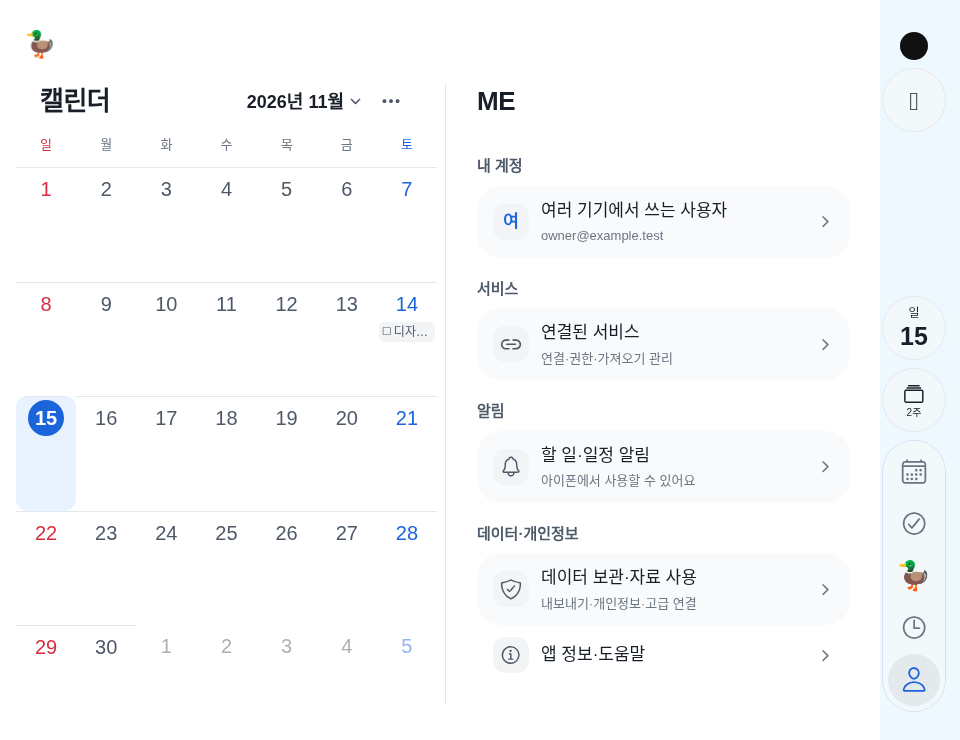 캘린더
2026년 11월
일 월 화 수 목 금 토
1 2 3 4 5 6 7
8 9 10 11 12 13 14
디자…
15 16 17 18 19 20 21
22 23 24 25 26 27 28
29 30 1 2 3 4 5
ME
내 계정
여
여러 기기에서 쓰는 사용자
owner@example.test
서비스
연결된 서비스
연결·권한·가져오기 관리
알림
할 일·일정 알림
아이폰에서 사용할 수 있어요
데이터·개인정보
데이터 보관·자료 사용
내보내기·개인정보·고급 연결
앱 정보·도움말
일
15
2주